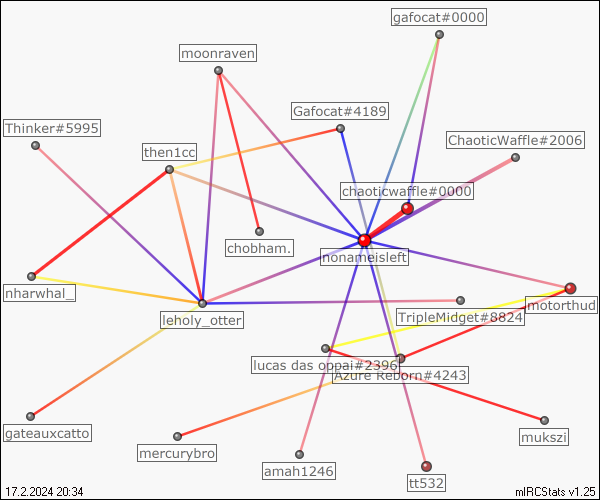 gafocat#0000
moonraven
Gafocat#4189
Thinker#5995
ChaoticWaffle#2006
then1cc
chaoticwaffle#0000
chobham.
nonameisleft
nharwhal_
motorthud
leholy_otter
TripleMidget#8824
lucas das oppai#2396
Azure Reborn#4243
gateauxcatto
mukszi
mercurybro
amah1246
tt532
17.2.2024 20:34
mIRCStats v1.25